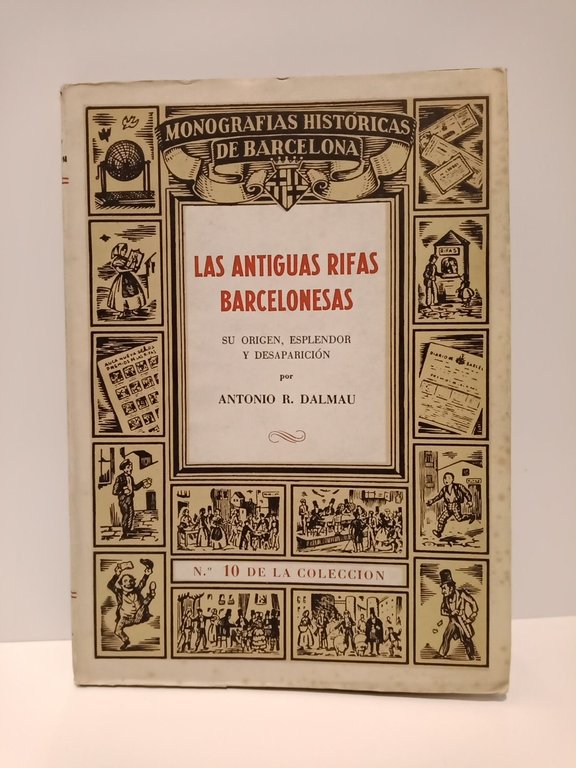 MONOGRAFIAS HISTÓRICAS
DE BARCELONA
LAS ANTIGUAS RIFAS
BARCELONESAS
SU ORIGEN, ESPLENDOR
Y DESAPARICIÓN
por
ANTONIO R. DALMAU
RIFAS
N.º 10 DE LA COLECCION